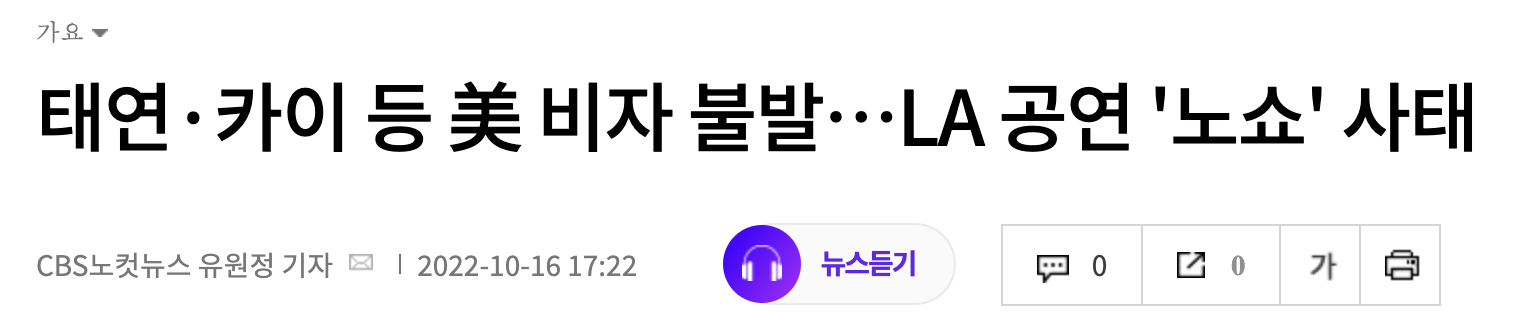 가요
태연·카이 등 美 비자 불발…LA 공연 '노쇼' 사태
CBS노컷뉴스 유원정 기자 | 2022-10-16 17:22 뉴스듣기 0 0 가